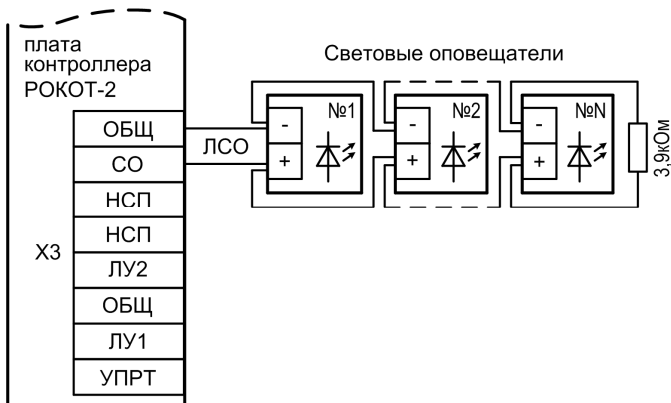 плата
контроллера
РОКОТ-2
Световые оповещатели
X3
ОБЩ
СО
НСП
НСП
ЛУ2
ОБЩ
ЛУ1
УПРТ
ЛСО
№1
-
+
№2
-
+
№N
-
+
3,9кОм